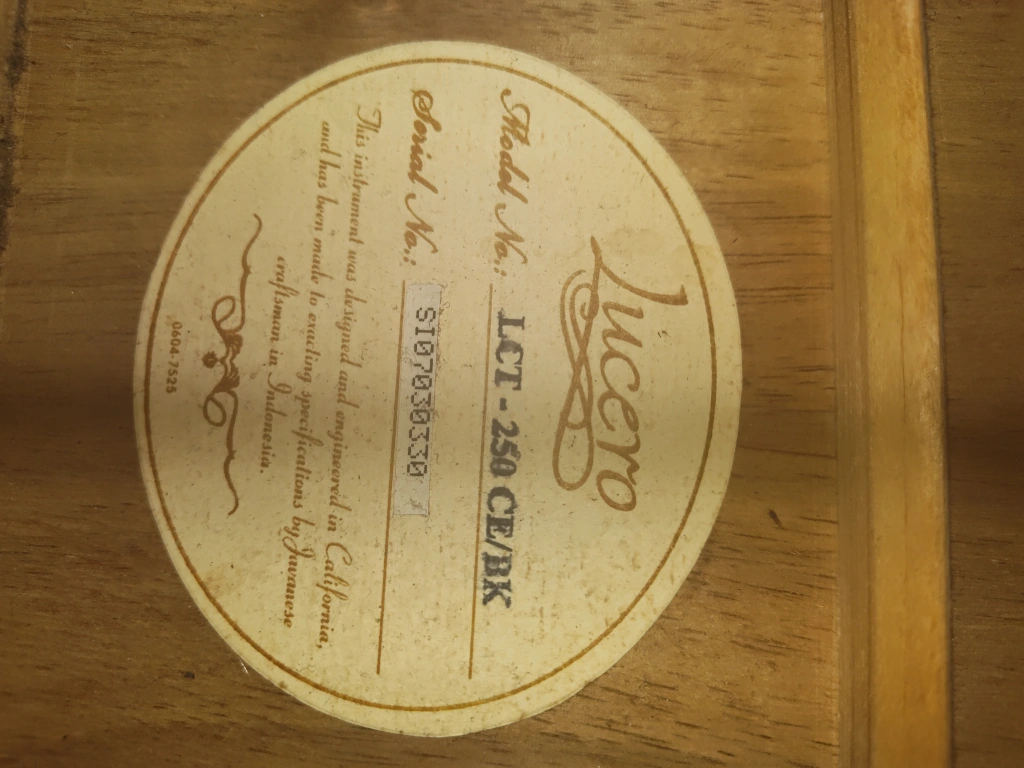 Lucero
Model No.: LCT - 250 CE/BK
Serial No.: SI07030330
This instrument was designed and engineered in California,
and has been made to exacting specifications by Javanese
craftsman in Indonesia.
0404.7525